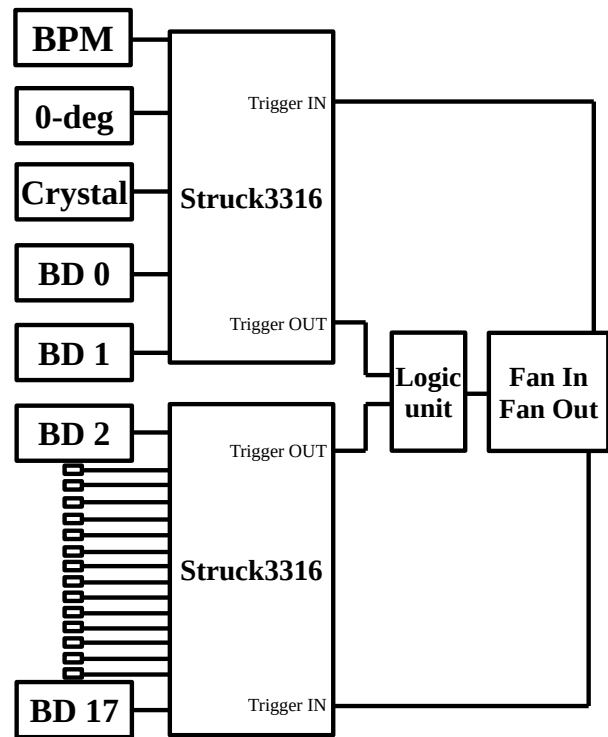 BPM
0-deg
Crystal
BD 0
BD 1
Trigger IN
Struck3316
Trigger OUT
BD 2
BD 17
Trigger OUT
Struck3316
Trigger IN
Logic
unit
Fan In
Fan Out